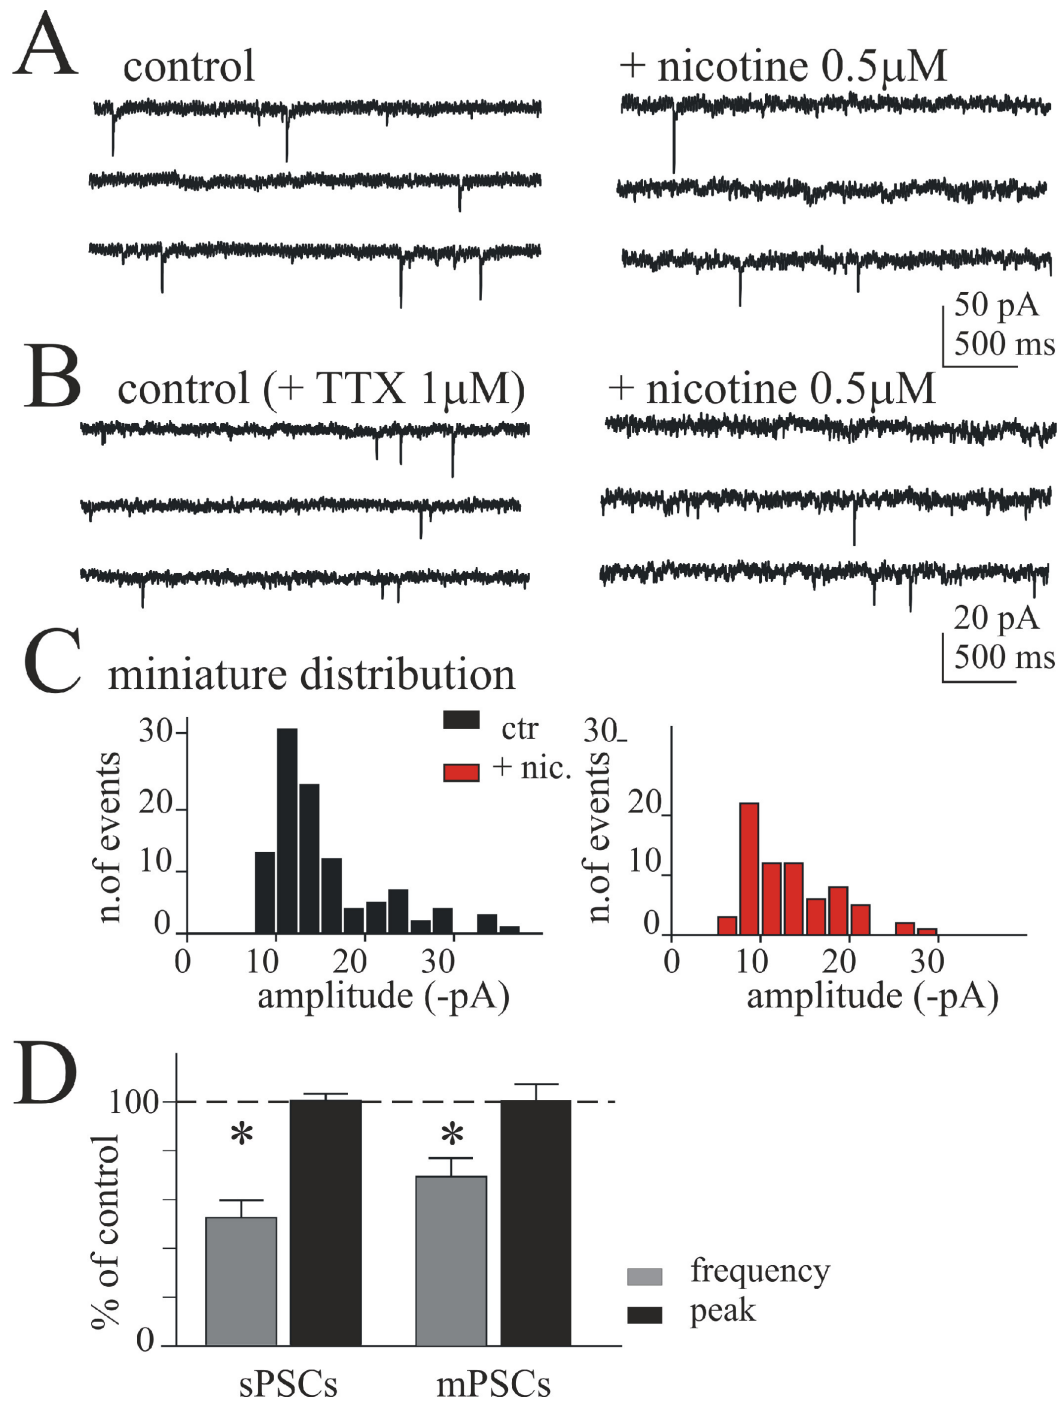 A
control
+ nicotine 0.5µM
50 pA
500 ms
B
control (+ TTX 1µM)
+ nicotine 0.5µM
20 pA
500 ms
C
miniature distribution
ctr
+ nic.
n.of events
30
20
10
0
0 10 20 30
amplitude (-pA)
n.of events
30
20
10
0
0 10 20 30
amplitude (-pA)
D
% of control
100
*
*
0
sPSCs
mPSCs
frequency
peak